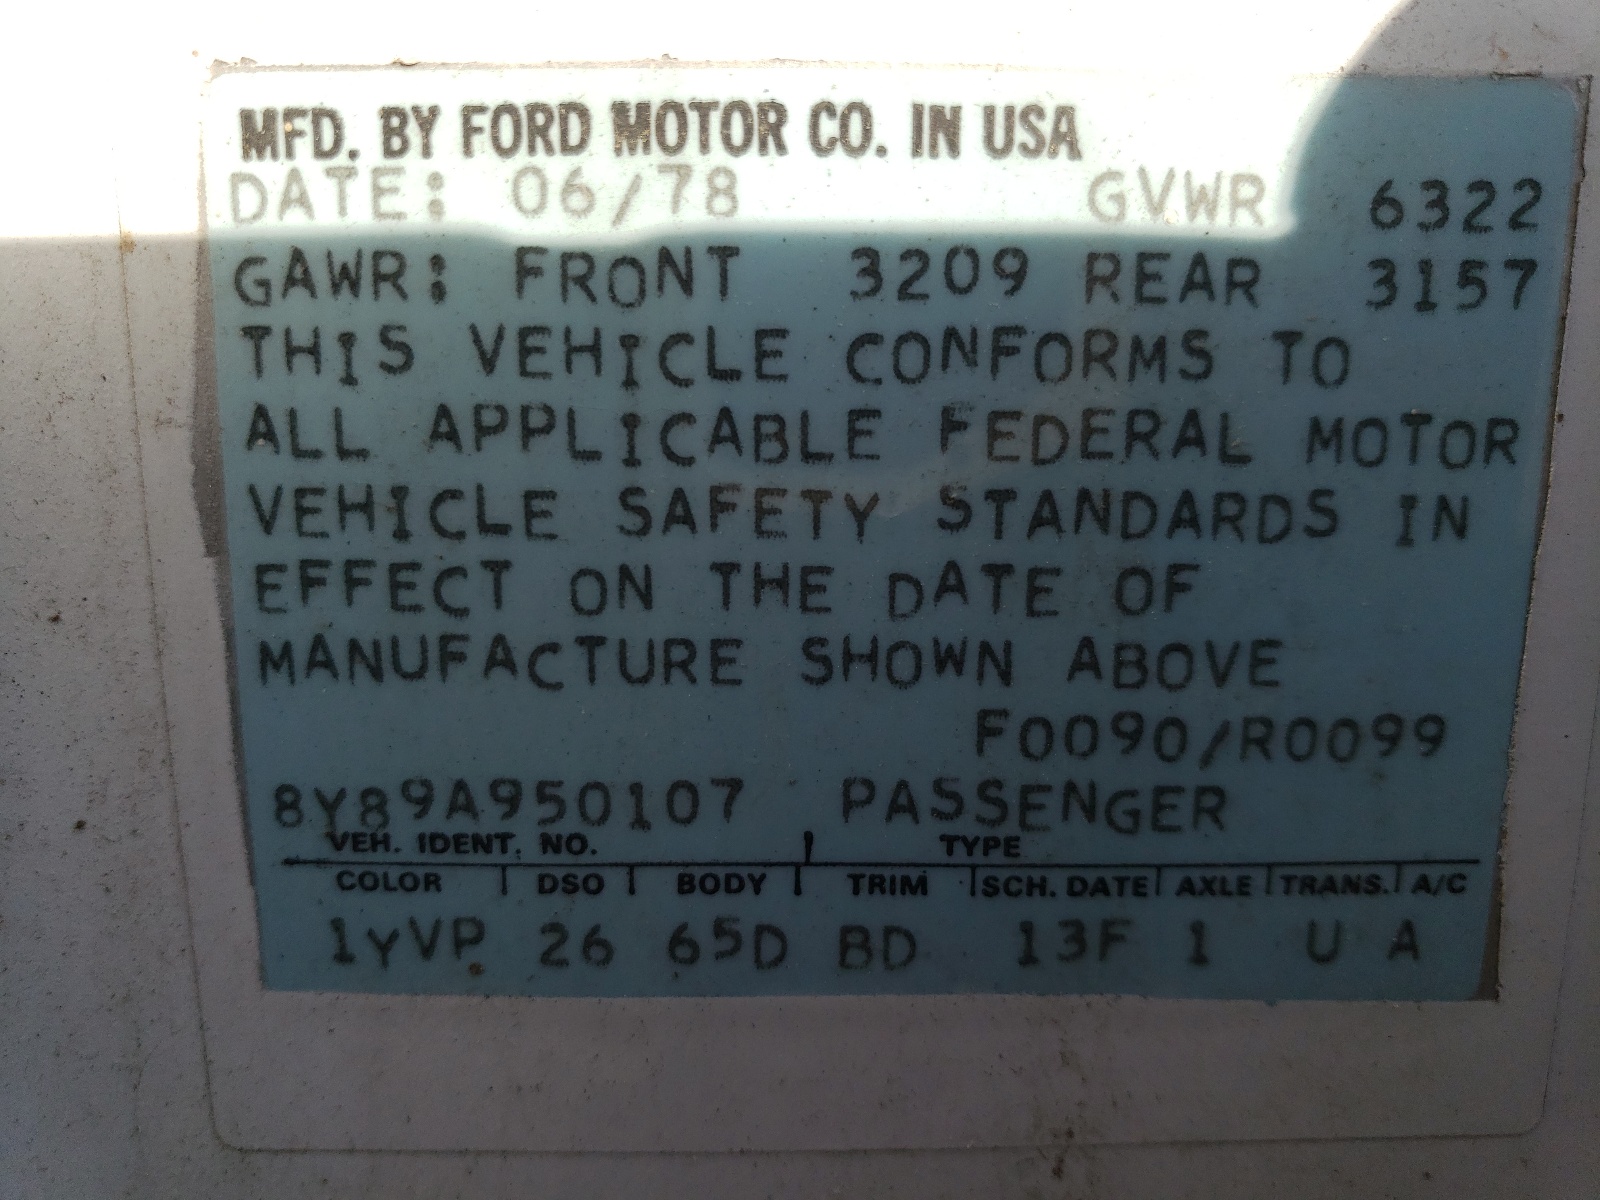 MFD. BY FORD MOTOR CO. IN USA
DATE: 06/78 GVWR 6322
GAWR: FRONT 3209 REAR 3157
THIS VEHICLE CONFORMS TO
ALL APPLICABLE FEDERAL MOTOR
VEHICLE SAFETY STANDARDS IN
EFFECT ON THE DATE OF
MANUFACTURE SHOWN ABOVE
F0090/R0099
8Y89A950107 PASSENGER
VEH. IDENT. NO. TYPE
COLOR DSO BODY TRIM SCH. DATE AXLE TRANS. A/C
1YVP 26 65D BD 13F 1 U A